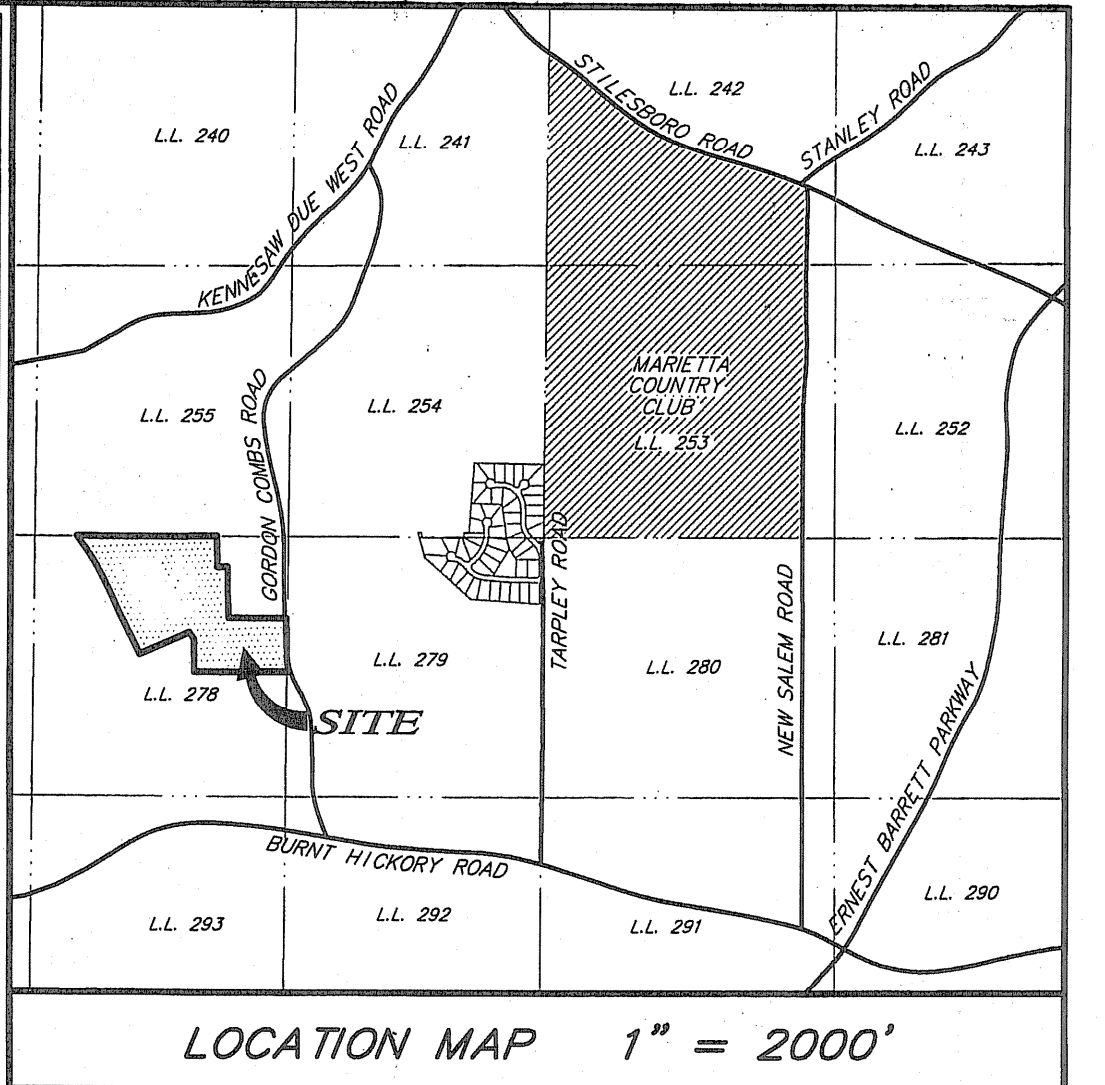 STILESBORO ROAD
L.L. 242
STANLEY ROAD
L.L. 240
L.L. 241
L.L. 243
KENNESAW DUE WEST ROAD
MARIETTA
COUNTRY
CLUB
L.L. 253
L.L. 255
GORDON COMBS ROAD
L.L. 254
L.L. 252
TARPLEY ROAD
NEW SALEM ROAD
L.L. 278
L.L. 279
L.L. 280
L.L. 281
SITE
ERNEST BARRETT PARKWAY
BURNT HICKORY ROAD
L.L. 293
L.L. 292
L.L. 291
L.L. 290
LOCATION MAP 1" = 2000'